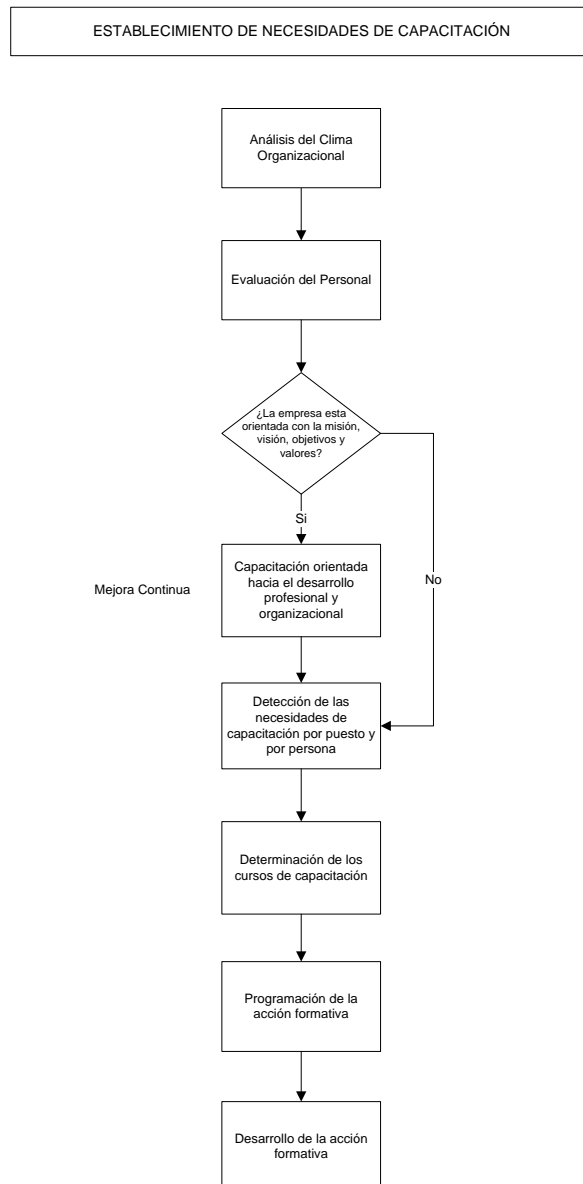 ESTABLECIMIENTO DE NECESIDADES DE CAPACITACIÓN
Análisis del Clima
Organizacional
Evaluación del Personal
¿La empresa esta
orientada con la misión,
visión, objetivos y
valores?
Si
Capacitación orientada
hacia el desarrollo
profesional y
organizacional
Mejora Continua
No
Detección de las
necesidades de
capacitación por puesto y
por persona
Determinación de los
cursos de capacitación
Programación de la
acción formativa
Desarrollo de la acción
formativa